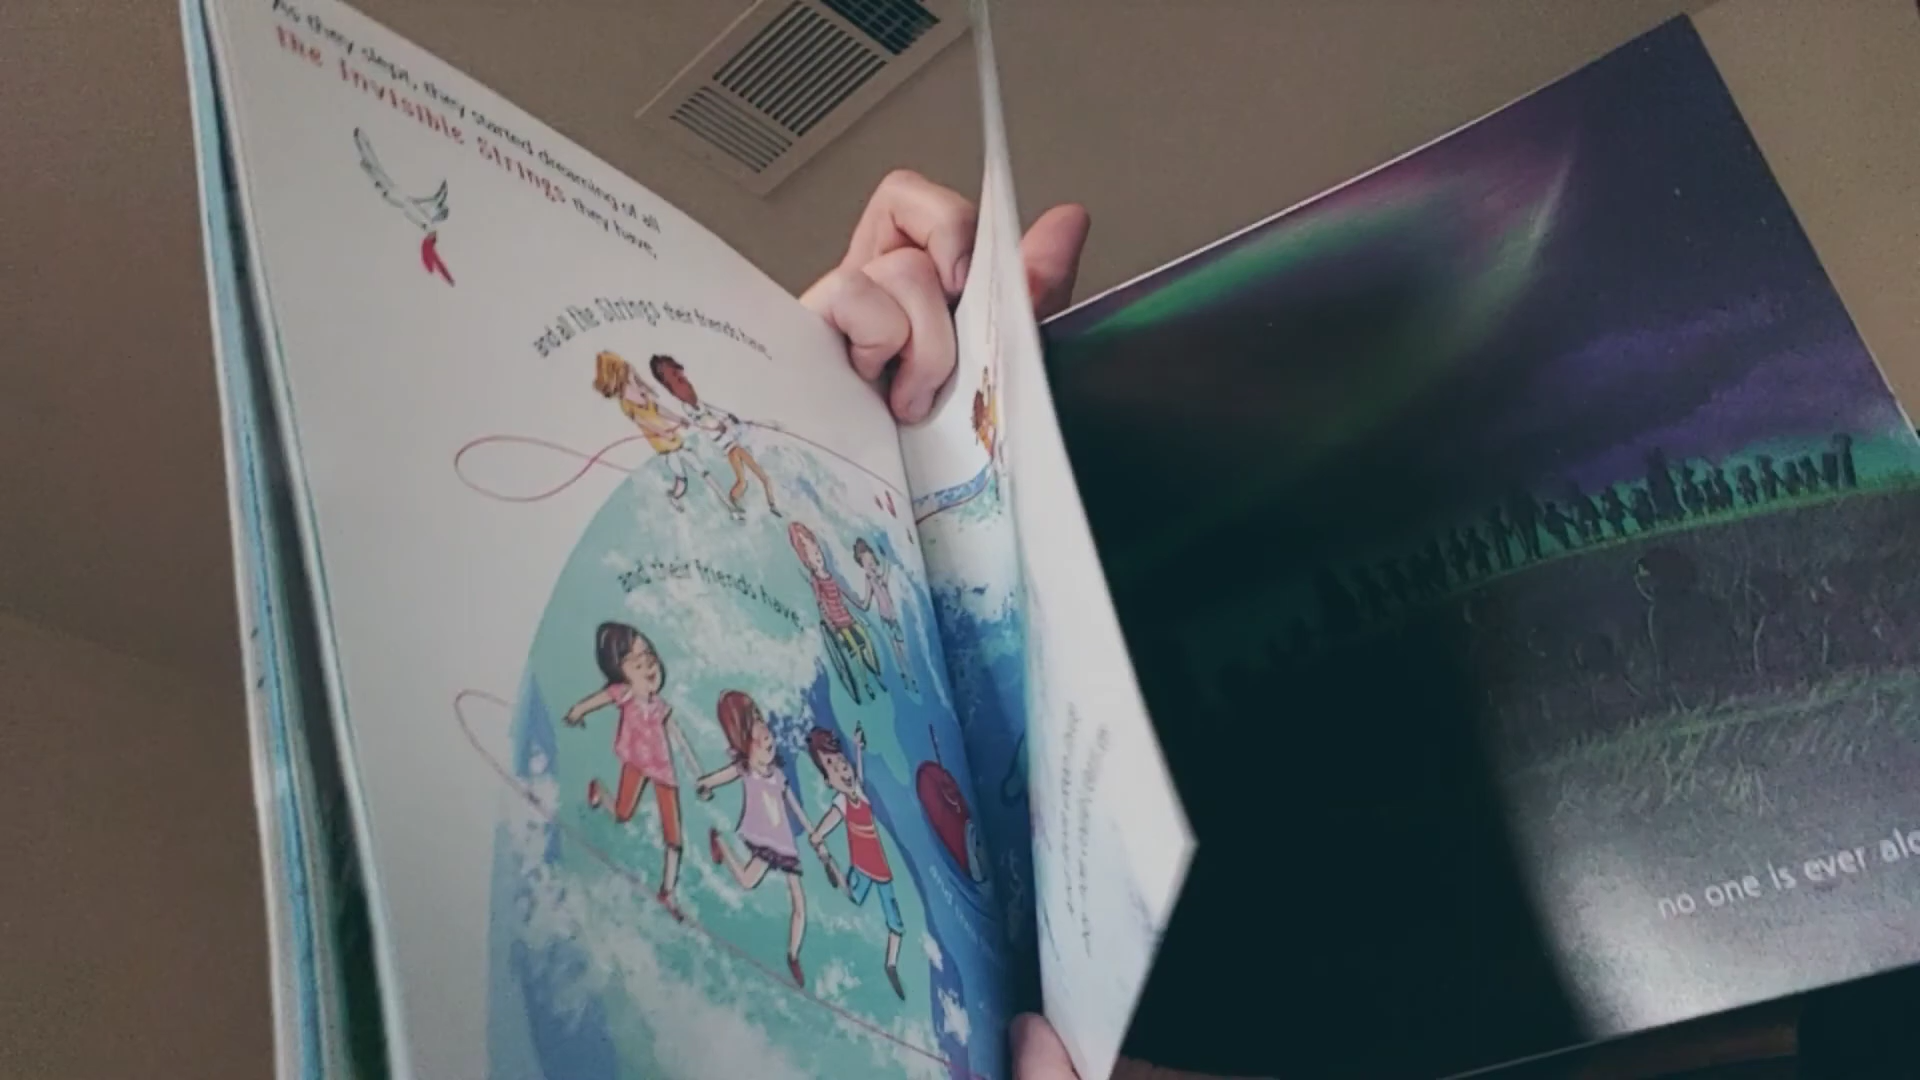 As they slept, they started dreaming of all
the Invisible Strings they have,
and all the Strings their friends have,
and their friends have,
no one is ever